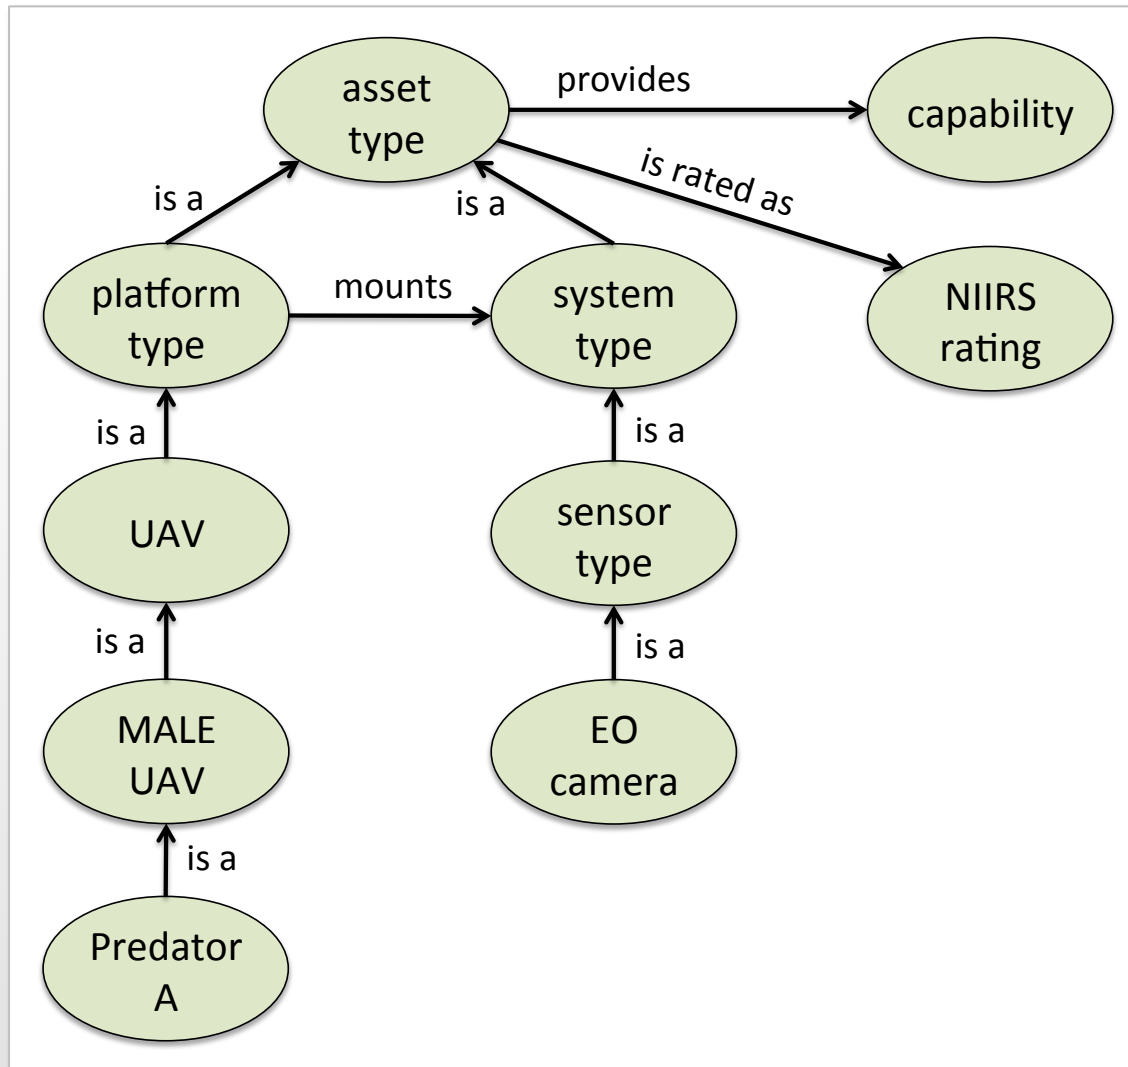 asset
type
provides
capability
is rated as
is a
is a
platform
type
mounts
system
type
NIIRS
rating
is a
is a
UAV
sensor
type
is a
is a
MALE
UAV
EO
camera
is a
Predator
A